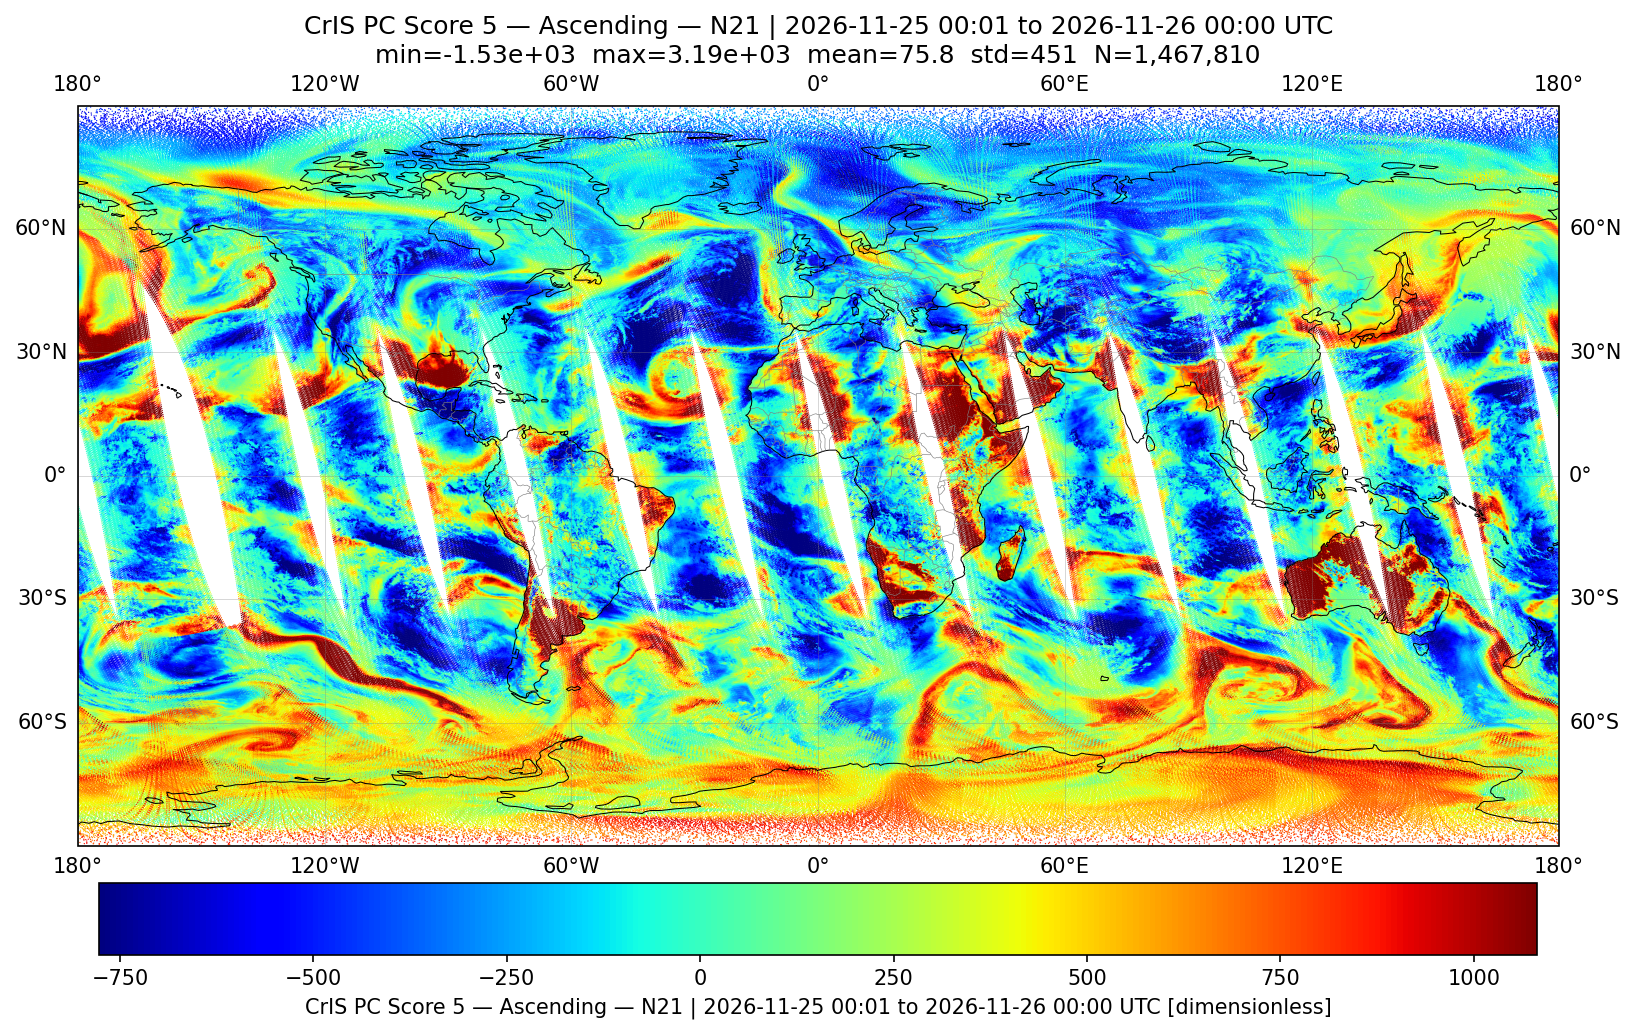 CrIS PC Score 5 — Ascending — N21 | 2026-11-25 00:01 to 2026-11-26 00:00 UTC
min=-1.53e+03  max=3.19e+03  mean=75.8  std=451  N=1,467,810
180° 120°W 60°W 0° 60°E 120°E 180°
60°N 60°N
30°N 30°N
0° 0°
30°S 30°S
60°S 60°S
180° 120°W 60°W 0° 60°E 120°E 180°
−750 −500 −250 0 250 500 750 1000
CrIS PC Score 5 — Ascending — N21 | 2026-11-25 00:01 to 2026-11-26 00:00 UTC [dimensionless]